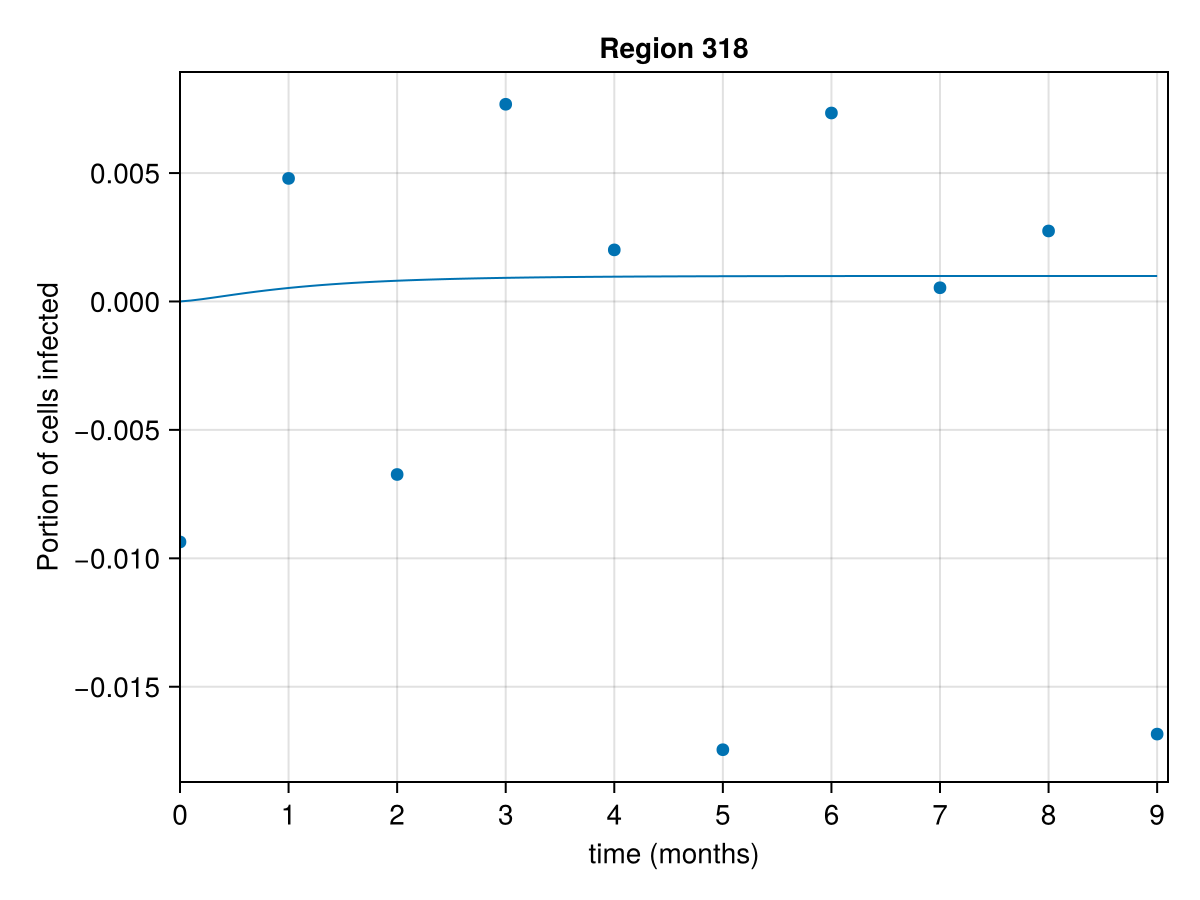 Region 318
Portion of cells infected
0.005
0.000
−0.005
−0.010
−0.015
0 1 2 3 4 5 6 7 8 9
time (months)